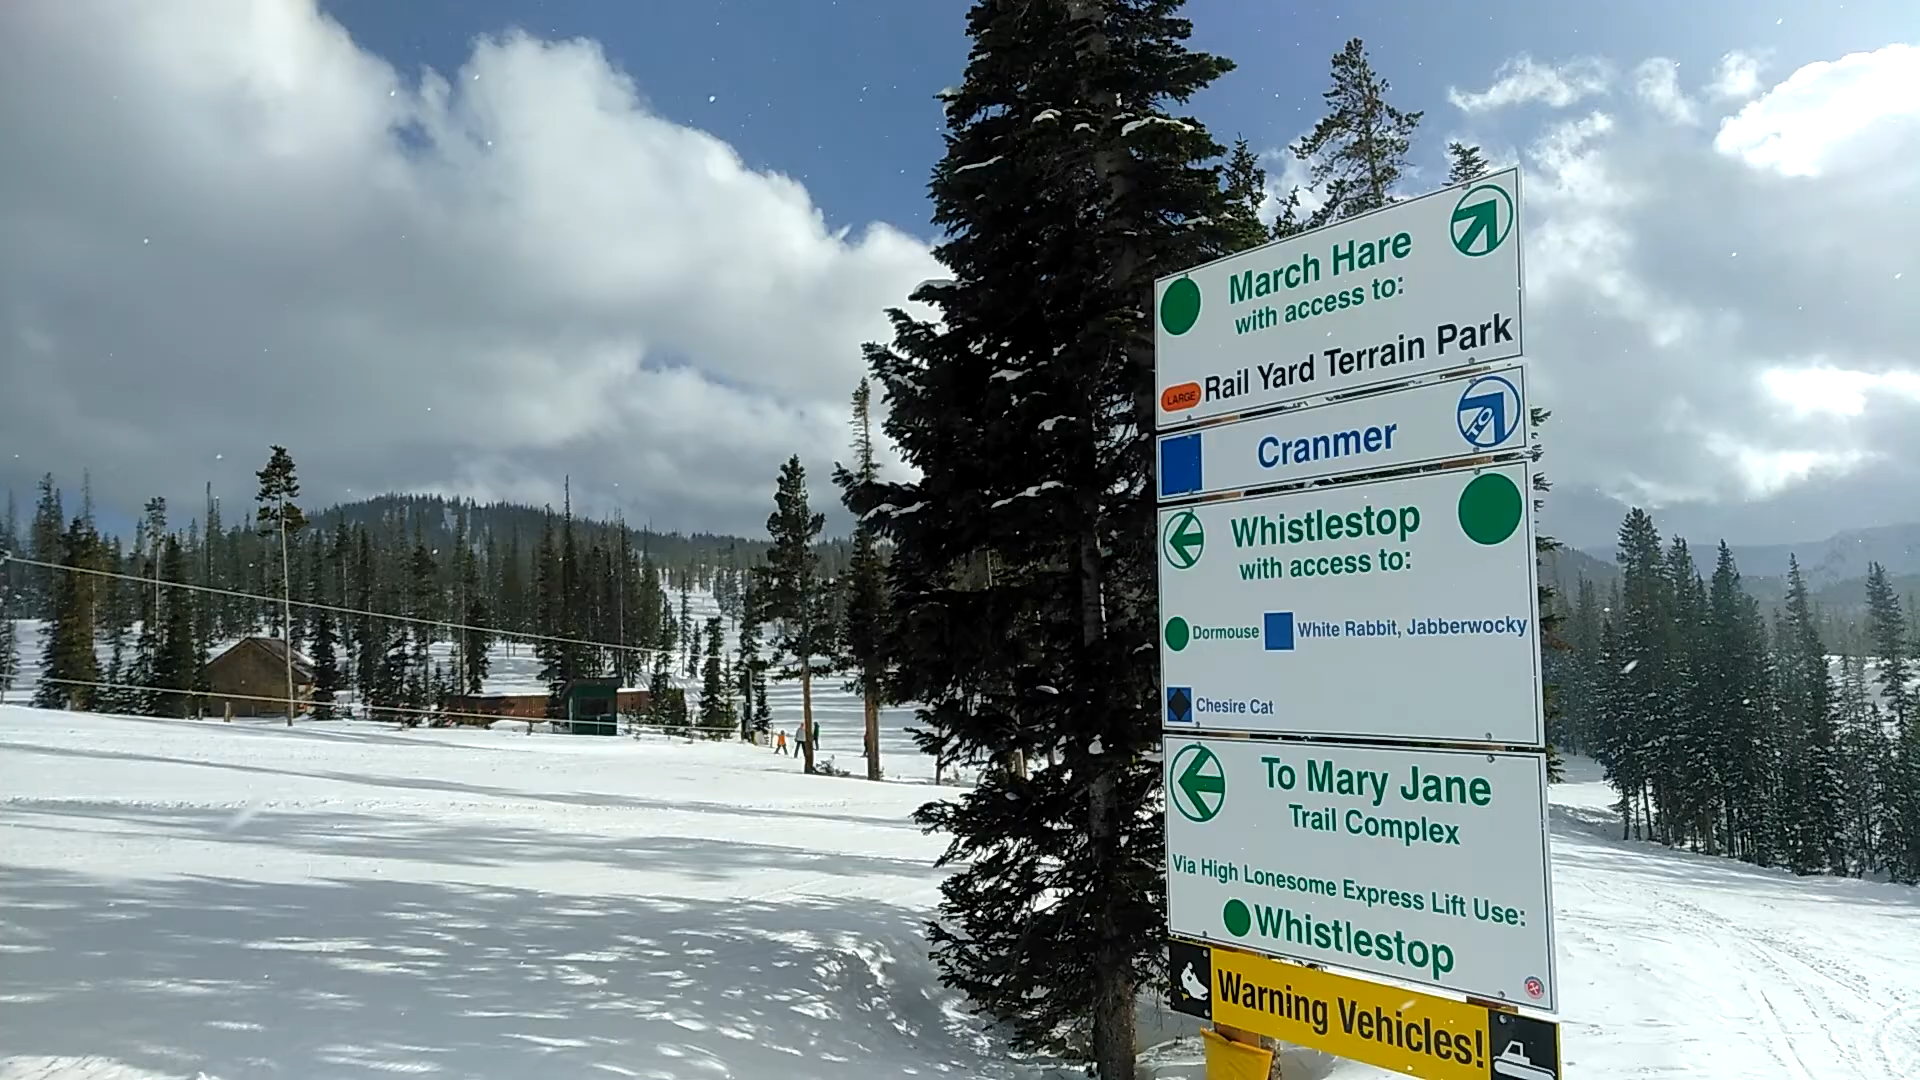 March Hare
with access to:
LARGE Rail Yard Terrain Park
Cranmer
TO
Whistlestop
with access to:
Dormouse White Rabbit, Jabberwocky
Chesire Cat
To Mary Jane
Trail Complex
Via High Lonesome Express Lift Use:
Whistlestop
Warning Vehicles!